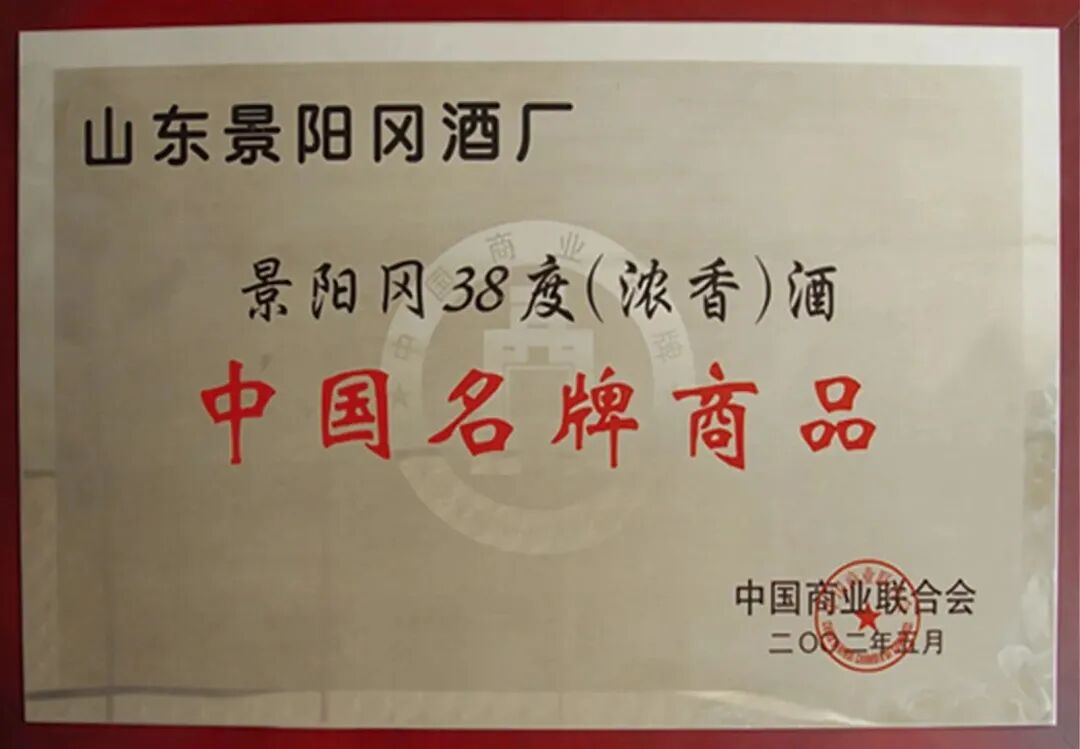 山东景阳冈酒厂
景阳冈38度(浓香)酒
中国名牌商品
中国商业联合会
二〇〇二年五月